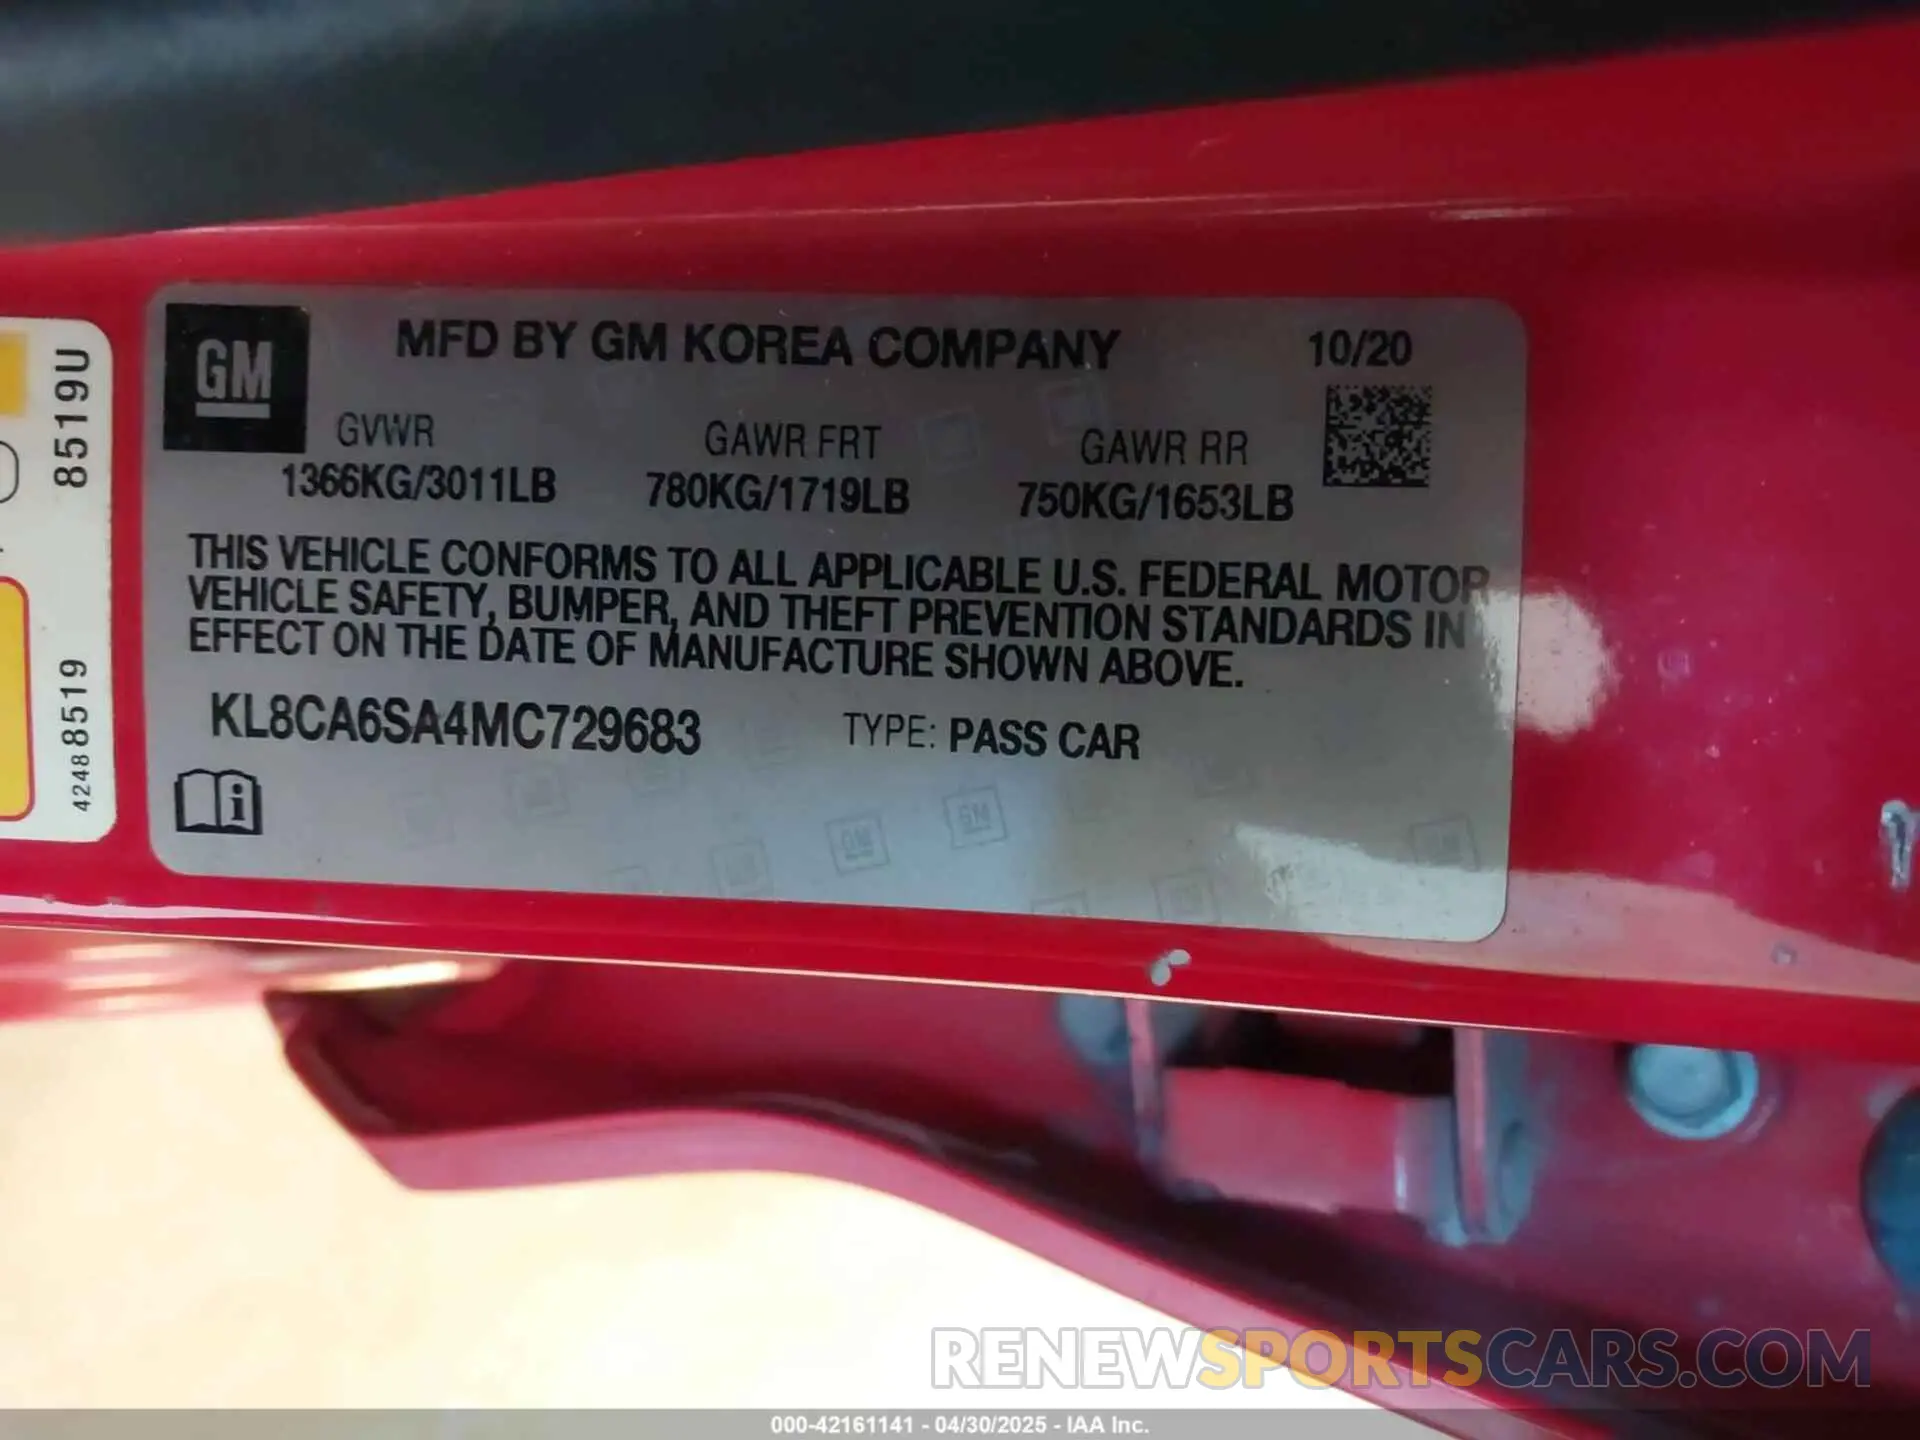 GM
MFD BY GM KOREA COMPANY
10/20
GVWR
GAWR FRT
GAWR RR
1366KG/3011LB
780KG/1719LB
750KG/1653LB
THIS VEHICLE CONFORMS TO ALL APPLICABLE U.S. FEDERAL MOTOR
VEHICLE SAFETY, BUMPER, AND THEFT PREVENTION STANDARDS IN
EFFECT ON THE DATE OF MANUFACTURE SHOWN ABOVE.
KL8CA6SA4MC729683
TYPE: PASS CAR
8519U
42488519
GM
GM
RENEWSPORTSCARS.COM
000-42161141 - 04/30/2025 - IAA Inc.